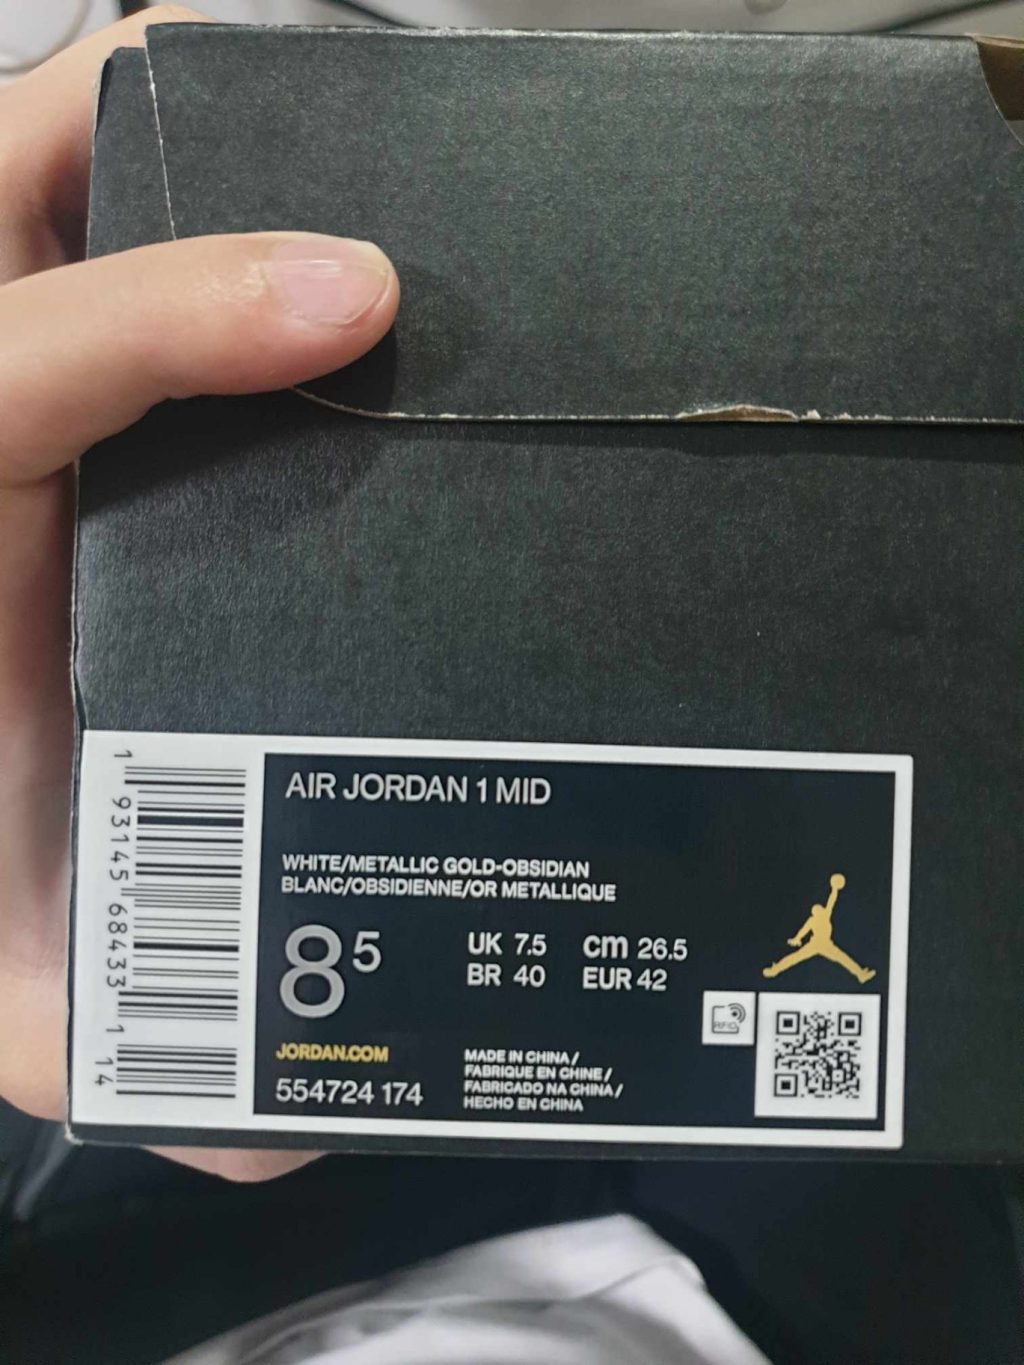 AIR JORDAN 1 MID
WHITE/METALLIC GOLD-OBSIDIAN
BLANC/OBSIDIENNE/OR METALLIQUE
8 5
UK 7.5 cm 26.5
BR 40 EUR 42
RFID
JORDAN.COM
554724 174
MADE IN CHINA /
FABRIQUE EN CHINE /
FABRICADO NA CHINA /
HECHO EN CHINA
1 93145 68433 1 14